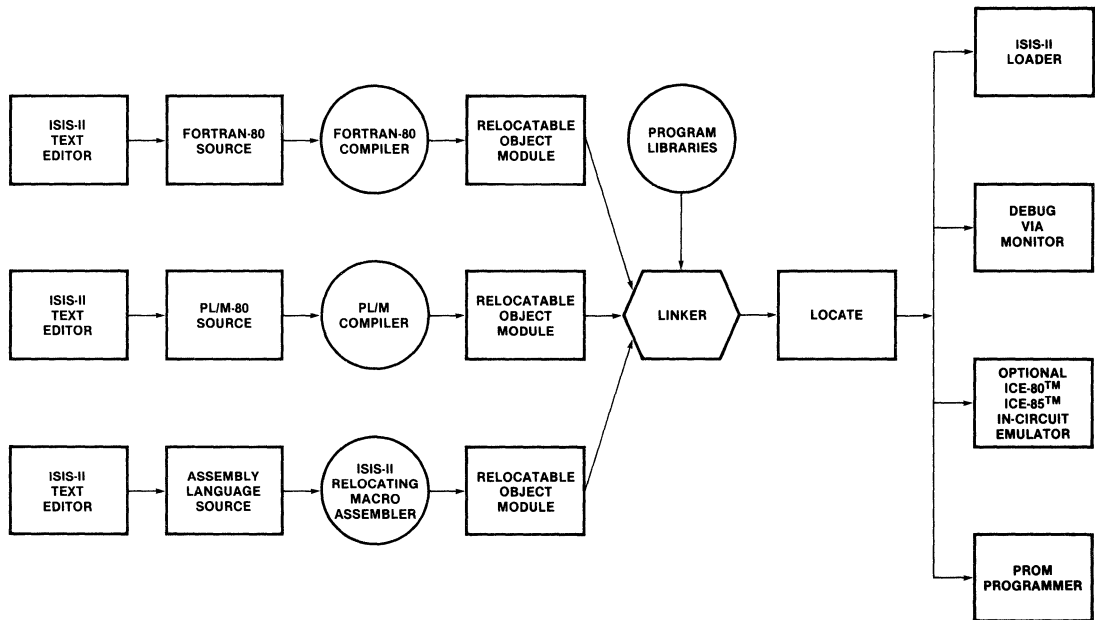 ISIS-II
TEXT
EDITOR
FORTRAN-80
SOURCE
FORTRAN-80
COMPILER
RELOCATABLE
OBJECT
MODULE
PROGRAM
LIBRARIES
ISIS-II
LOADER
ISIS-II
TEXT
EDITOR
PL/M-80
SOURCE
PL/M
COMPILER
RELOCATABLE
OBJECT
MODULE
LINKER
LOCATE
DEBUG
VIA
MONITOR
ISIS-II
TEXT
EDITOR
ASSEMBLY
LANGUAGE
SOURCE
ISIS-II
RELOCATING
MACRO
ASSEMBLER
RELOCATABLE
OBJECT
MODULE
OPTIONAL
ICE-80™
ICE-85™
IN-CIRCUIT
EMULATOR
PROM
PROGRAMMER